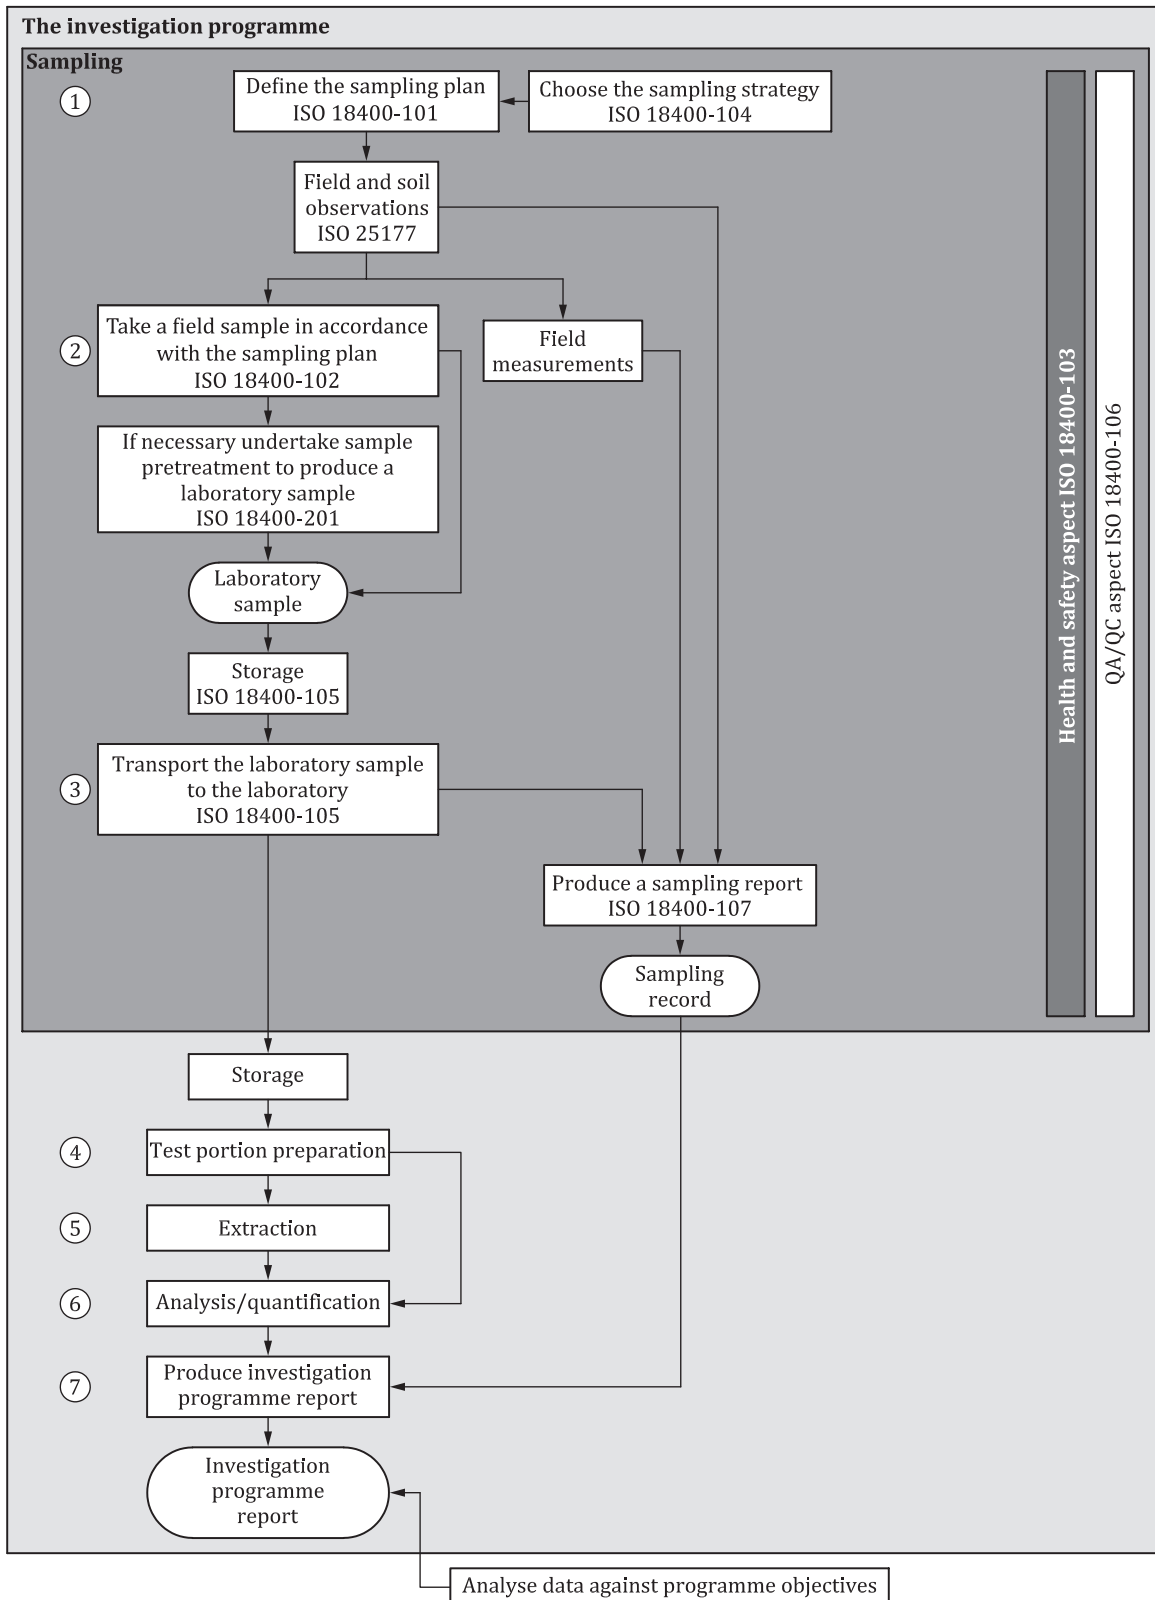 The investigation programme
Sampling
1
Define the sampling plan
ISO 18400-101
Choose the sampling strategy
ISO 18400-104
Field and soil
observations
ISO 25177
2
Take a field sample in accordance
with the sampling plan
ISO 18400-102
Field
measurements
If necessary undertake sample
pretreatment to produce a
laboratory sample
ISO 18400-201
Laboratory
sample
Storage
ISO 18400-105
3
Transport the laboratory sample
to the laboratory
ISO 18400-105
Produce a sampling report
ISO 18400-107
Sampling
record
Health and safety aspect ISO 18400-103
QA/QC aspect ISO 18400-106
Storage
4
Test portion preparation
5
Extraction
6
Analysis/quantification
7
Produce investigation
programme report
Investigation
programme
report
Analyse data against programme objectives